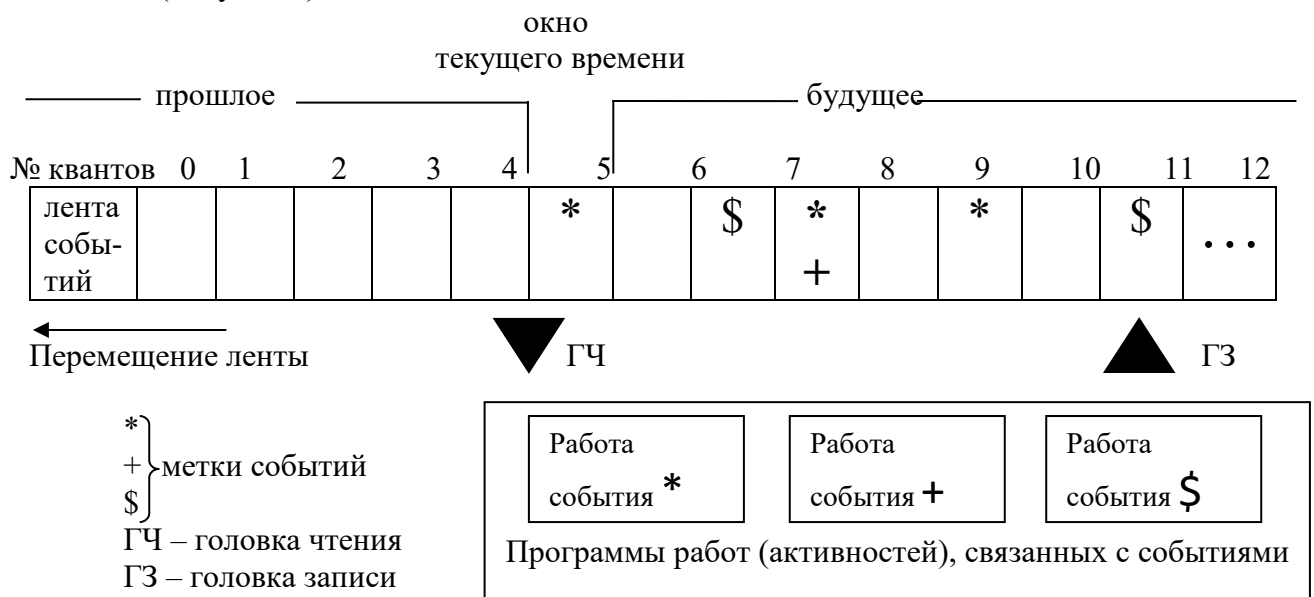 окно
текущего времени
прошлое будущее
№ квантов 0 1 2 3 4 5 6 7 8 9 10 11 12
лента * $ * * $ ...
собы- +
тий
Перемещение ленты ГЧ ГЗ
*
+ метки событий
$
ГЧ – головка чтения
ГЗ – головка записи
Работа
события *
Работа
события +
Работа
события $
Программы работ (активностей), связанных с событиями